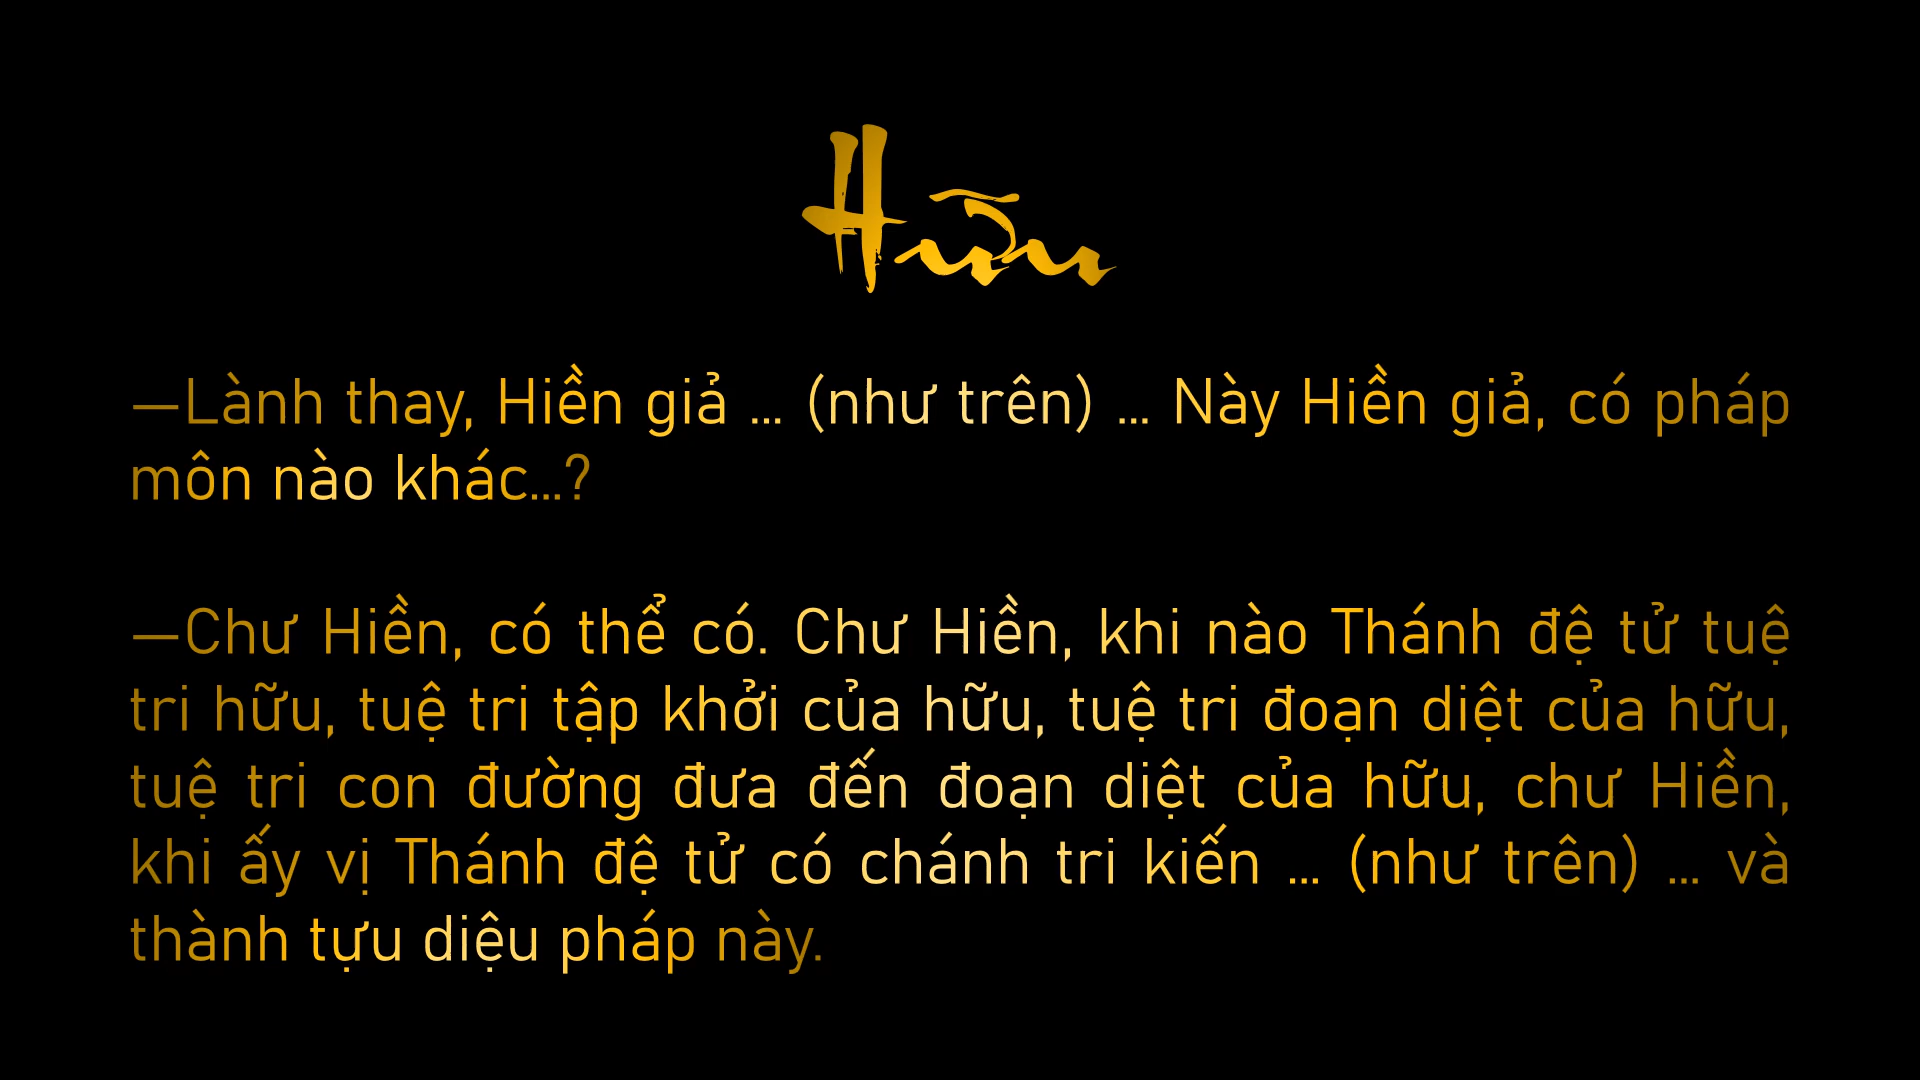 Hữu
—Lành thay, Hiền giả ... (như trên) ... Này Hiền giả, có pháp
môn nào khác...?
—Chư Hiền, có thể có. Chư Hiền, khi nào Thánh đệ tử tuệ
tri hữu, tuệ tri tập khởi của hữu, tuệ tri đoạn diệt của hữu,
tuệ tri con đường đưa đến đoạn diệt của hữu, chư Hiền,
khi ấy vị Thánh đệ tử có chánh tri kiến ... (như trên) ... và
thành tựu diệu pháp này.